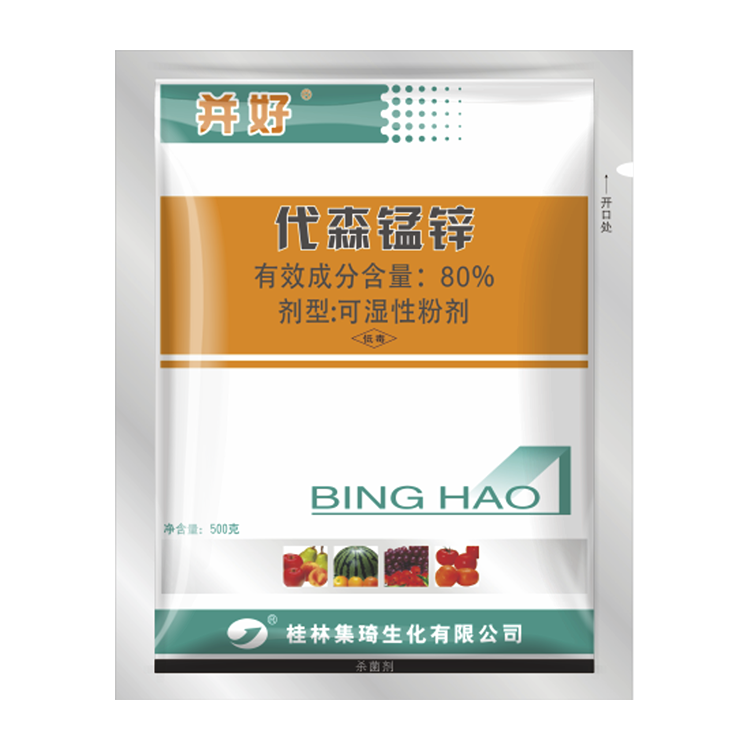 并好®
←开口处
代森锰锌
有效成分含量：80%
剂型:可湿性粉剂
低毒
BING HAO
净含量：500克
®桂林集琦生化有限公司
杀菌剂